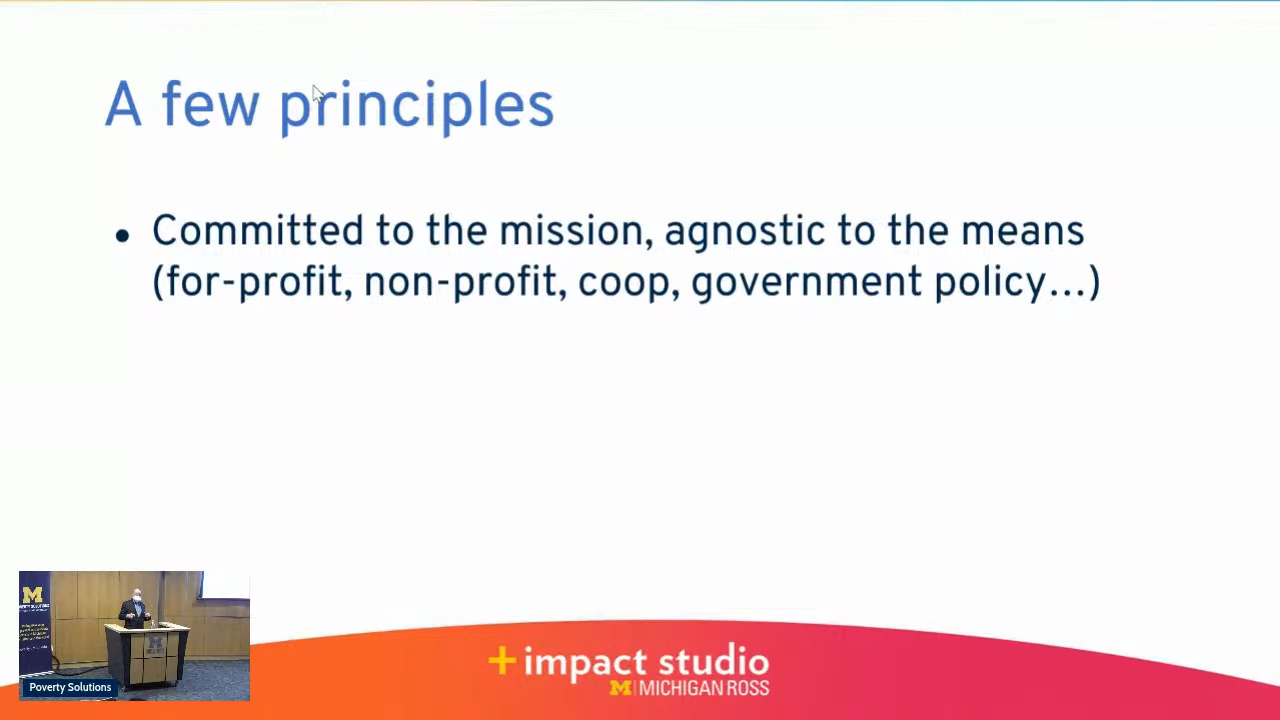 A few principles
• Committed to the mission, agnostic to the means
(for-profit, non-profit, coop, government policy...)
+impact studio
M | MICHIGAN ROSS
M
Poverty Solutions